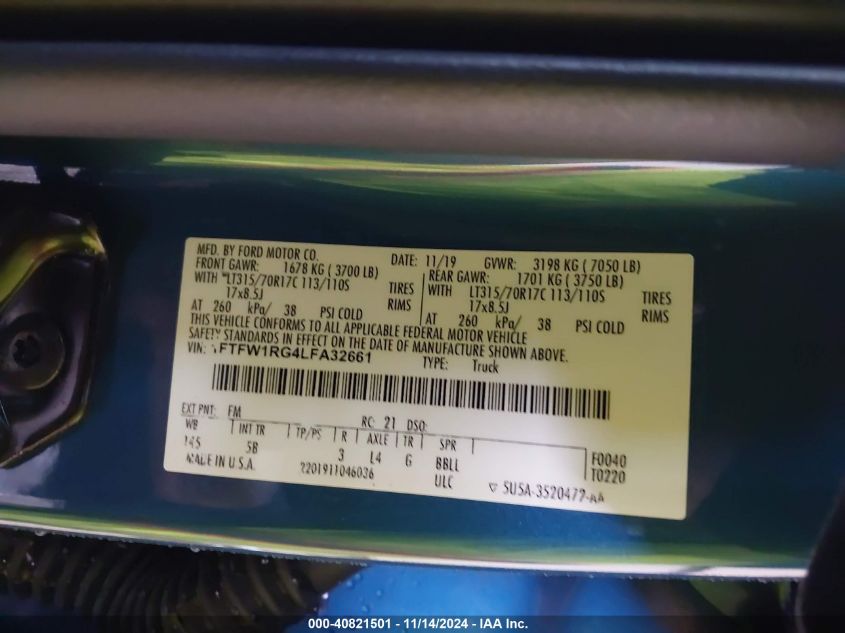 MFD. BY FORD MOTOR CO. DATE: 11/19 GVWR: 3198 KG ( 7050 LB)
FRONT GAWR: 1678 KG ( 3700 LB) REAR GAWR: 1701 KG ( 3750 LB)
WITH LT315/70R17C 113/110S TIRES WITH LT315/70R17C 113/110S TIRES
17x8.5J RIMS 17x8.5J RIMS
AT 260 kPa/ 38 PSI COLD AT 260 kPa/ 38 PSI COLD
THIS VEHICLE CONFORMS TO ALL APPLICABLE FEDERAL MOTOR VEHICLE
SAFETY STANDARDS IN EFFECT ON THE DATE OF MANUFACTURE SHOWN ABOVE.
VIN: FTFW1RG4LFA32661
TYPE: Truck
EXT PNT: FM RC: 21 DSO:
WB INT TR TP/PS R AXLE TR SPR
145 5B 3 L4 G BBLL F0040
MADE IN U.S.A. 2201911046036 ULC T0220
5U5A-3520472-AA
000-40821501 - 11/14/2024 - IAAI, Inc.